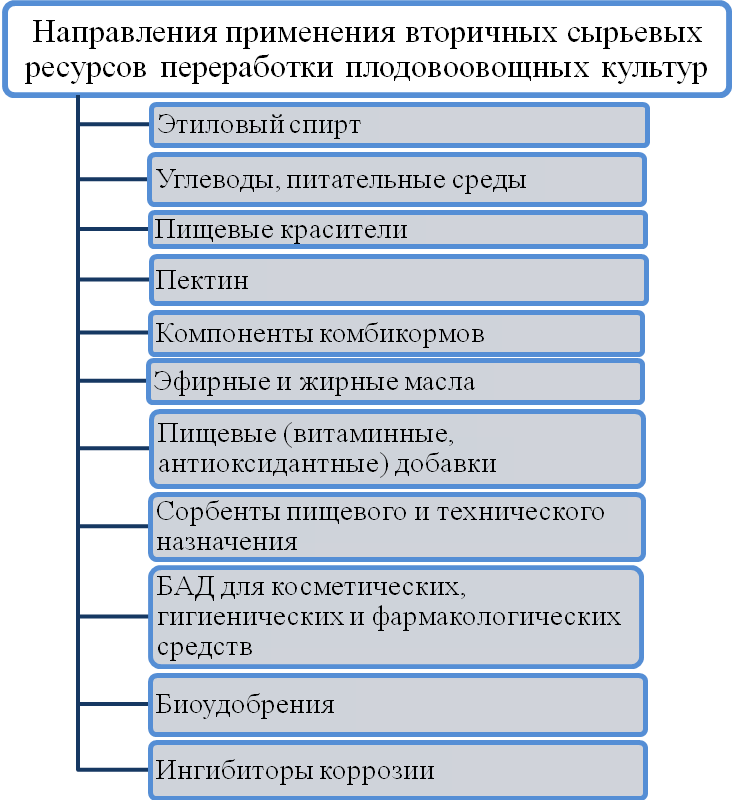 Направления применения вторичных сырьевых
ресурсов переработки плодовоовощных культур
Этиловый спирт
Углеводы, питательные среды
Пищевые красители
Пектин
Компоненты комбикормов
Эфирные и жирные масла
Пищевые (витаминные,
антиоксидантные) добавки
Сорбенты пищевого и технического
назначения
БАД для косметических,
гигиенических и фармакологических
средств
Биоудобрения
Ингибиторы коррозии